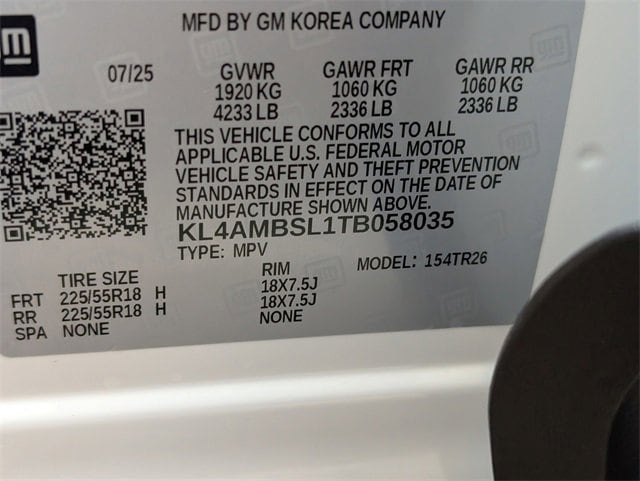 gm
MFD BY GM KOREA COMPANY
07/25 GVWR GAWR FRT GAWR RR
1920 KG 1060 KG 1060 KG
4233 LB 2336 LB 2336 LB
THIS VEHICLE CONFORMS TO ALL
APPLICABLE U.S. FEDERAL MOTOR
VEHICLE SAFETY AND THEFT PREVENTION
STANDARDS IN EFFECT ON THE DATE OF
MANUFACTURE SHOWN ABOVE.
KL4AMBSL1TB058035
TYPE: MPV MODEL: 154TR26
TIRE SIZE RIM
FRT 225/55R18 H 18X7.5J
RR 225/55R18 H 18X7.5J
SPA NONE NONE